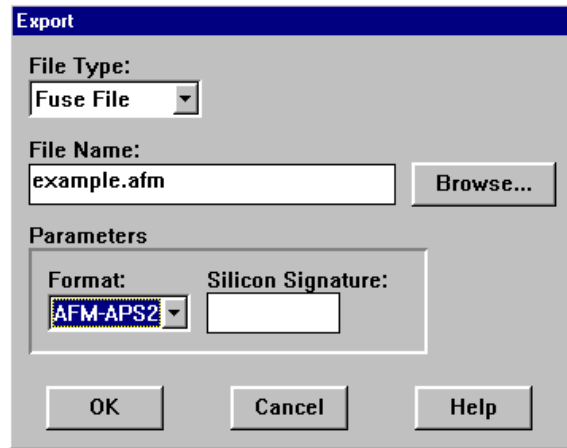 Export
File Type:
Fuse File
File Name:
example.afm
Browse...
Parameters
Format:
Silicon Signature:
AFM-APS2
OK
Cancel
Help